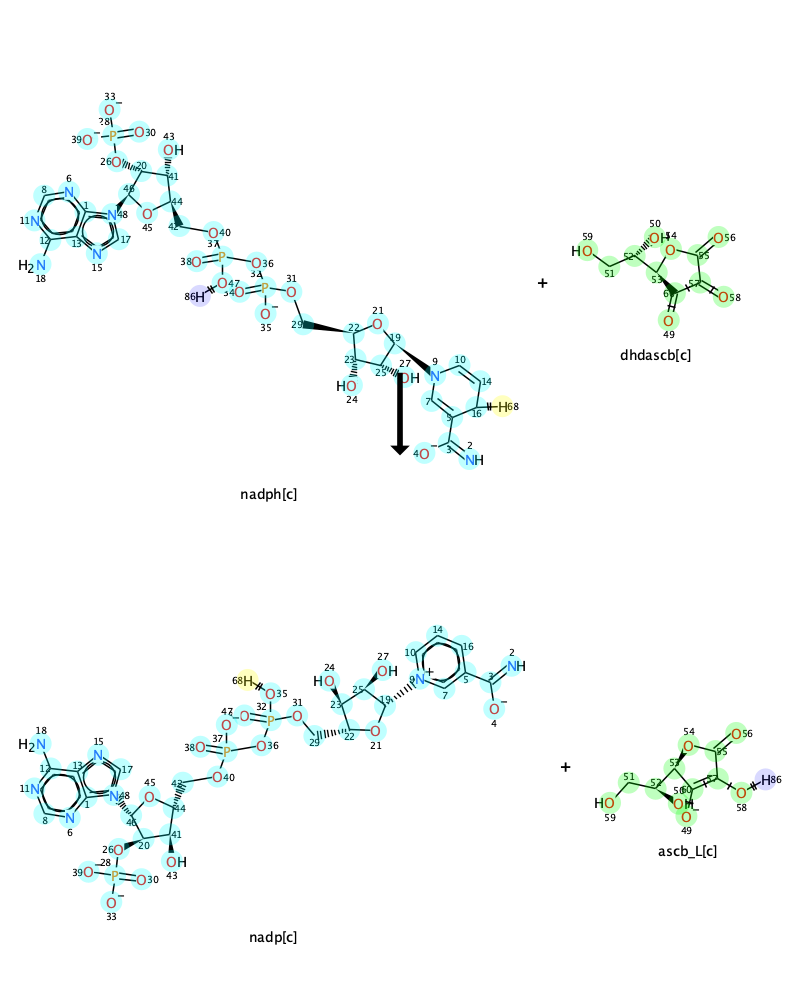 33
O−
28
39 O− P O 30
43
OH
26 O 20
6 41
8 N 46
1 44
11 N N 48 O
45 42
12 13 17 O 40
N
15
H2N
18
37
38 O P O 36
O 47 32
86 H 34 O P O 31
O−
35
29
21
O
22 19
23 25
27
OH
HO
24
9 10
N
14
7
5 16 H 68
3 2
4 O− NH
nadph[c]
+
59 50
HO OH 54
O O 56
52 55
51 53
60 57
O 58
O
49
dhdascb[c]
14
10 16
27
OH
24
HO
9 N + 5
7
2
NH
3
O−
4
25
23 19
22 O
21
68 H O 35
47 O 32
O− P O 31
37 29
38 O P O 36
O 40
18
H2N
15
N
12 13 17
11 N N 48
8 N 1
6
45
O 42
44
46
41
20
26 O OH
28 43
39 O− P O 30
O−
33
nadp[c]
+
54 O 56
O 55
53
51 52 60 57 H 86
HO 50 OH O
59 O− 58
49
ascb_L[c]